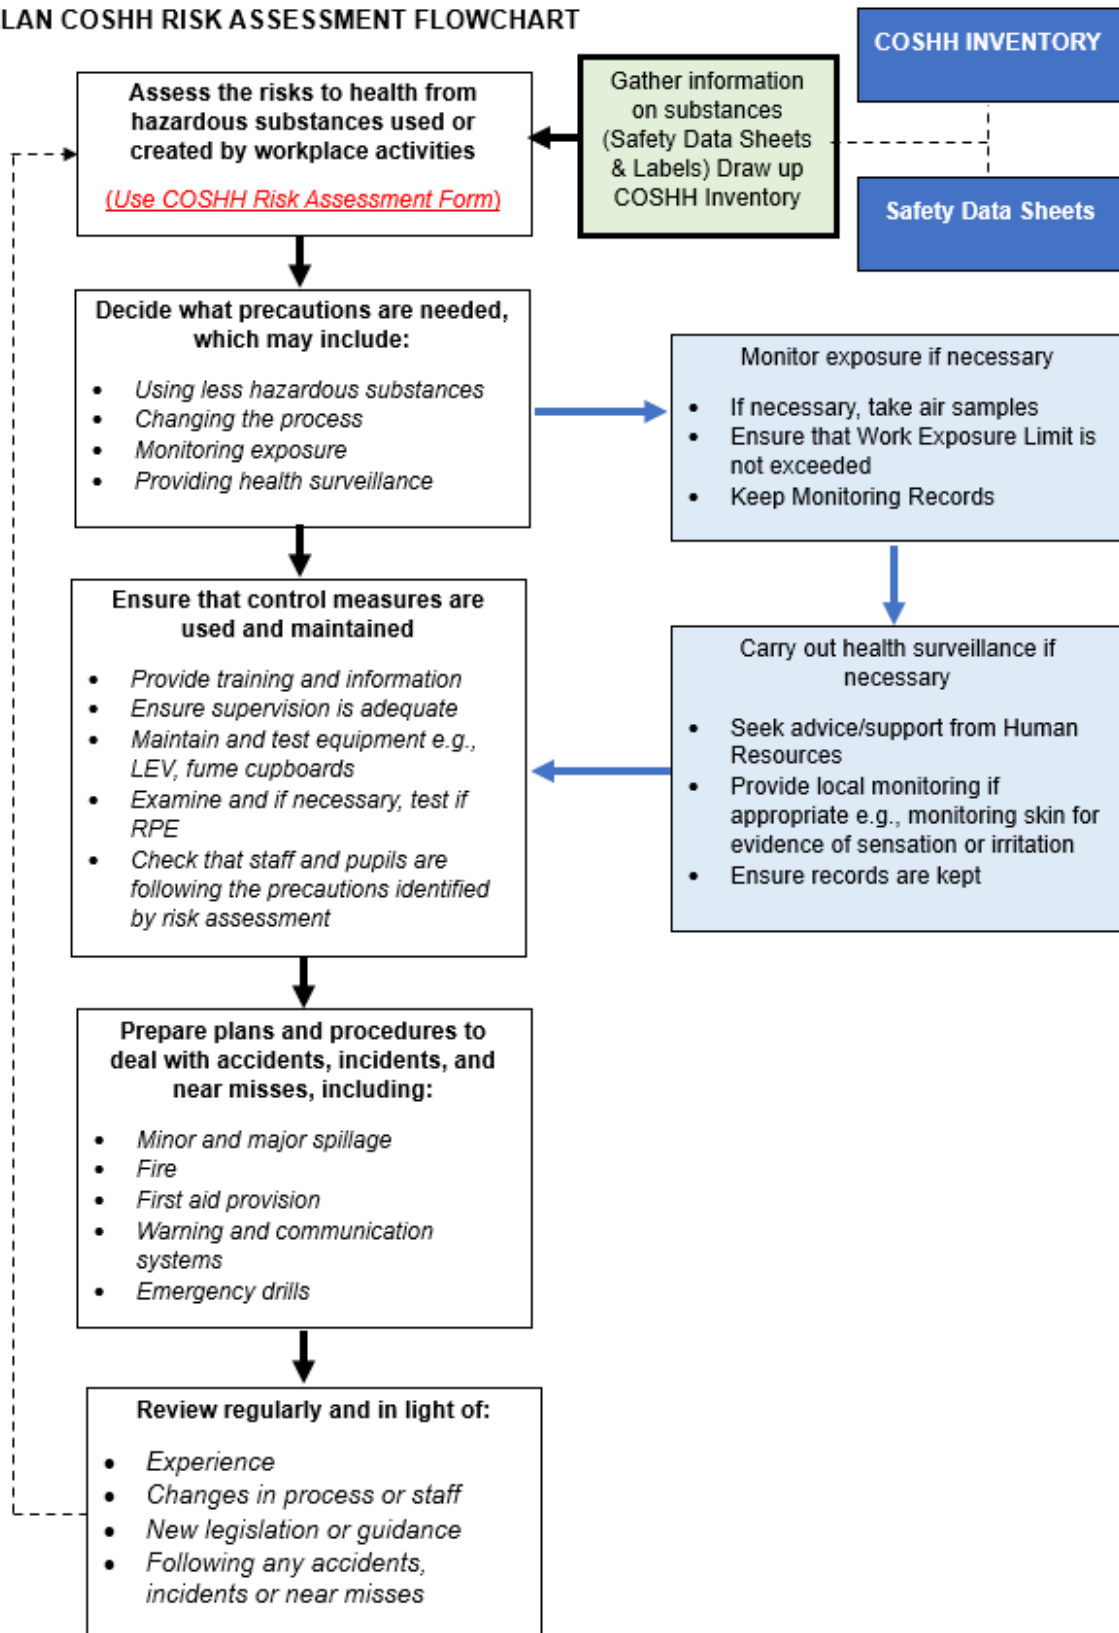 LAN COSHH RISK ASSESSMENT FLOWCHART
COSHH INVENTORY
Gather information
on substances
(Safety Data Sheets
& Labels) Draw up
COSHH Inventory
Safety Data Sheets
Assess the risks to health from
hazardous substances used or
created by workplace activities
(Use COSHH Risk Assessment Form)
Decide what precautions are needed,
which may include:
• Using less hazardous substances
• Changing the process
• Monitoring exposure
• Providing health surveillance
Monitor exposure if necessary
• If necessary, take air samples
• Ensure that Work Exposure Limit is
not exceeded
• Keep Monitoring Records
Carry out health surveillance if
necessary
• Seek advice/support from Human
Resources
• Provide local monitoring if
appropriate e.g., monitoring skin for
evidence of sensation or irritation
• Ensure records are kept
Ensure that control measures are
used and maintained
• Provide training and information
• Ensure supervision is adequate
• Maintain and test equipment e.g.,
LEV, fume cupboards
• Examine and if necessary, test if
RPE
• Check that staff and pupils are
following the precautions identified
by risk assessment
Prepare plans and procedures to
deal with accidents, incidents, and
near misses, including:
• Minor and major spillage
• Fire
• First aid provision
• Warning and communication
systems
• Emergency drills
Review regularly and in light of:
• Experience
• Changes in process or staff
• New legislation or guidance
• Following any accidents,
incidents or near misses